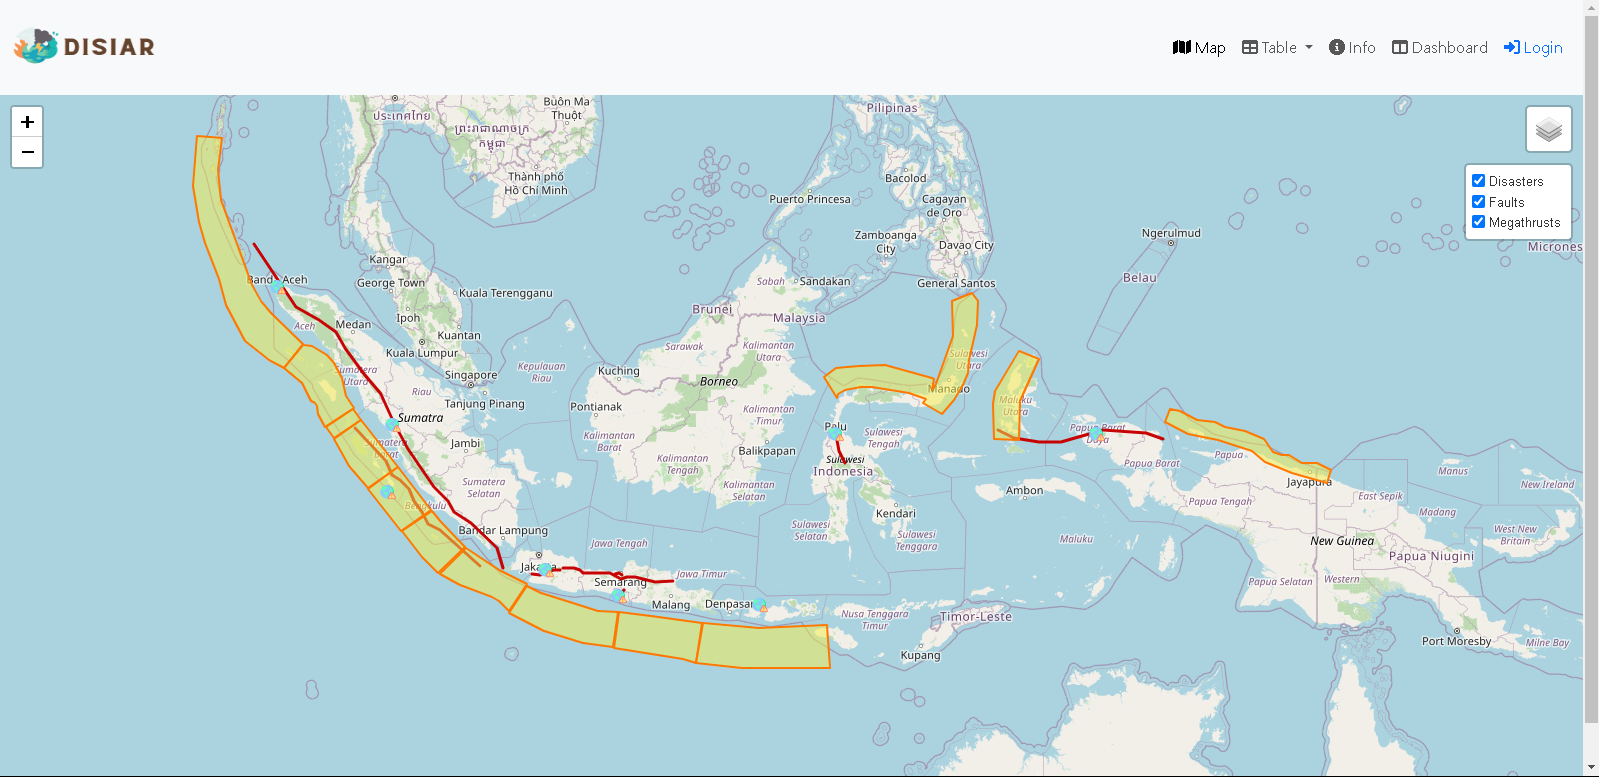 DISIAR
Map
Table
Info
Dashboard
Login
+
−
Disasters
Faults
Megathrusts
ประเทศไทย
Buôn Ma
Thuột
ព្រះរាជាណាចក្រ
កម្ពុជា
Thành phố
Hồ Chí Minh
Pilipinas
Bacolod
Puerto Princesa
Cagayan
de Oro
Zamboanga
City
Davao City
General Santos
Ngerulmud
Belau
Micrones
Kangar
George Town
Kuala Terengganu
Ipoh
Kuantan
Kuala Lumpur
Aceh
Medan
Sumatera
Utara
Riau
Singapore
Tanjung Pinang
Kepulauan
Riau
Sumatra
Jambi
Sumatera
Selatan
Bengkulu
Bandar Lampung
Sabah
Sandakan
Brunei
Malaysia
Sarawak
Kalimantan
Utara
Kuching
Borneo
Pontianak
Kalimantan
Timur
Kalimantan
Barat
Kalimantan
Tengah
Balikpapan
Kalimantan
Selatan
Sulawesi
Utara
Manado
Maluku
Utara
Palu
Sulawesi
Tengah
Sulawesi
Indonesia
Kendari
Sulawesi
Selatan
Sulawesi
Tenggara
Ambon
Maluku
Papua Barat
Daya
Papua Barat
Papua
Papua Tengah
Jayapura
East Sepik
Manus
New Ireland
Madang
West New
Britain
New Guinea
Papua Niugini
Papua Selatan
Western
Port Moresby
Milne Bay
Jawa Tengah
Semarang
Jawa Timur
Malang
Denpasar
Nusa Tenggara
Timur
Timor-Leste
Kupang